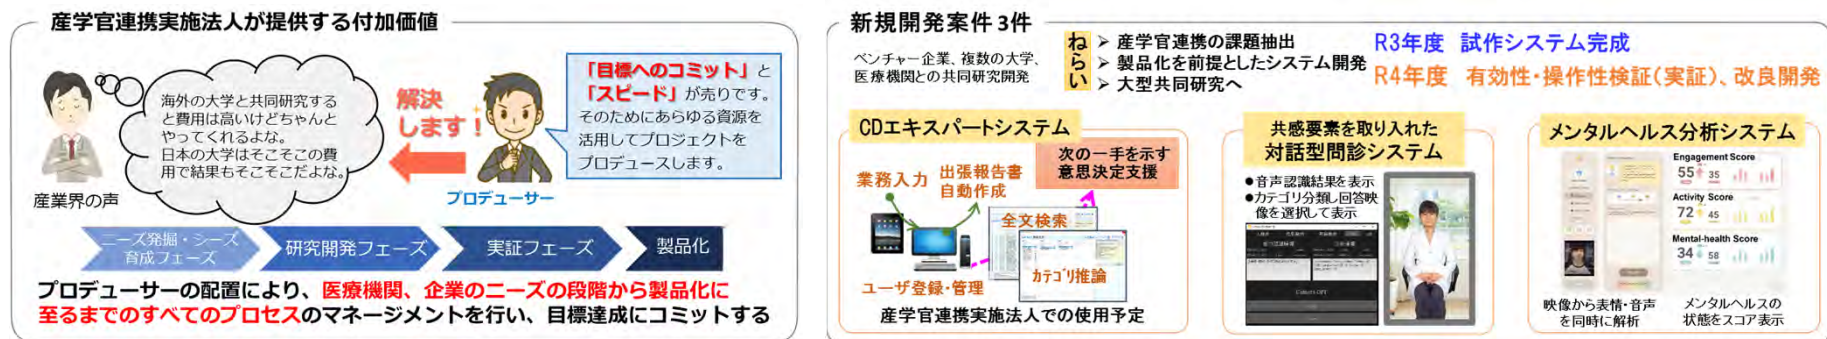 産学官連携実施法人が提供する付加価値
海外の大学と共同研究する
と費用は高いけどちゃんと
やってくれるよな。
日本の大学はそこそこの費
用で結果もそこそこだよな。
産業界の声
解決
します！
プロデューサー
「目標へのコミット」と
「スピード」が売りです。
そのためにあらゆる資源を
活用してプロジェクトを
プロデュースします。
ニーズ発掘・シーズ
育成フェーズ
研究開発フェーズ
実証フェーズ
製品化
プロデューサーの配置により、医療機関、企業のニーズの段階から製品化に
至るまでのすべてのプロセスのマネージメントを行い、目標達成にコミットする
新規開発案件 3件
ベンチャー企業、複数の大学、
医療機関との共同研究開発
ねらい
➢ 産学官連携の課題抽出
➢ 製品化を前提としたシステム開発
➢ 大型共同研究へ
R3年度 試作システム完成
R4年度 有効性・操作性検証(実証)、改良開発
CDエキスパートシステム
業務入力
出張報告書
自動作成
次の一手を示す
意思決定支援
全文検索
カテゴリ推論
ユーザ登録・管理
産学官連携実施法人での使用予定
共感要素を取り入れた
対話型問診システム
●音声認識結果を表示
●カテゴリ分類し回答映
像を選択して表示
メンタルヘルス分析システム
Engagement Score
55 35
Activity Score
72 45
Mental-health Score
34 58
映像から表情・音声
を同時に解析
メンタルヘルスの
状態をスコア表示